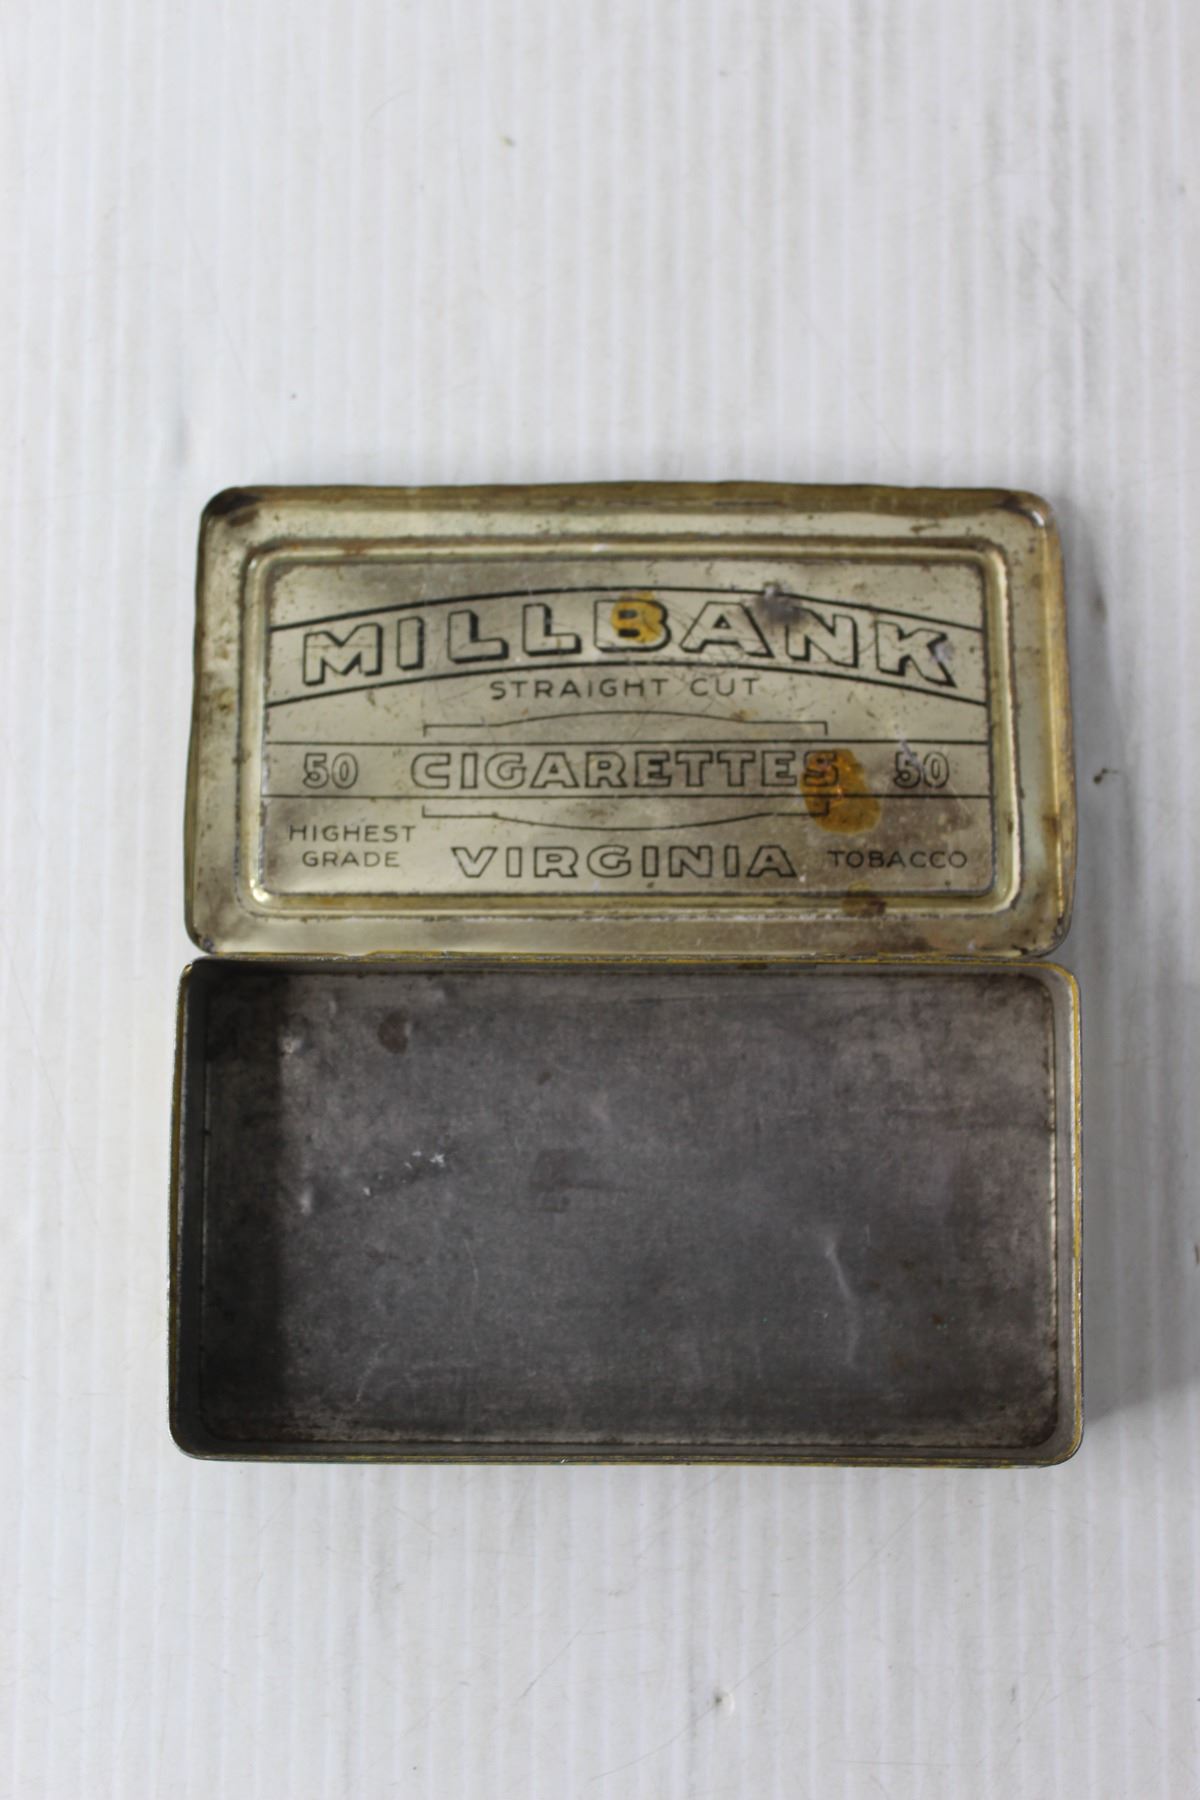 MILLBANK
STRAIGHT CUT
50 CIGARETTES 50
HIGHEST
GRADE VIRGINIA TOBACCO